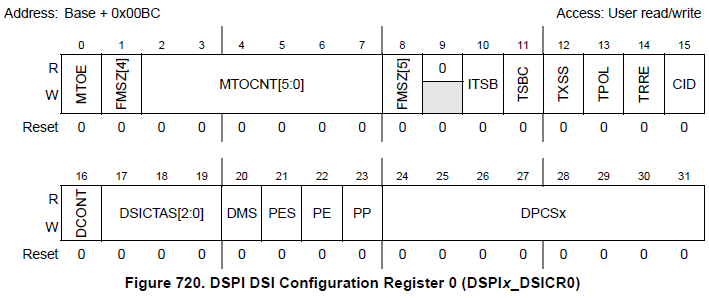 Address: Base + 0x00BC Access: User read/write
0 1 2 3 4 5 6 7 8 9 10 11 12 13 14 15
R
W
MTOE FMSZ[4] MTOCNT[5:0] FMSZ[5] 0 ITSB TSBC TXSS TPOL TRRE CID
Reset 0 0 0 0 0 0 0 0 0 0 0 0 0 0 0 0
16 17 18 19 20 21 22 23 24 25 26 27 28 29 30 31
R
W
DCONT DSICTAS[2:0] DMS PES PE PP DPCSx
Reset 0 0 0 0 0 0 0 0 0 0 0 0 0 0 0 0
Figure 720. DSPI DSI Configuration Register 0 (DSPIx_DSICR0)